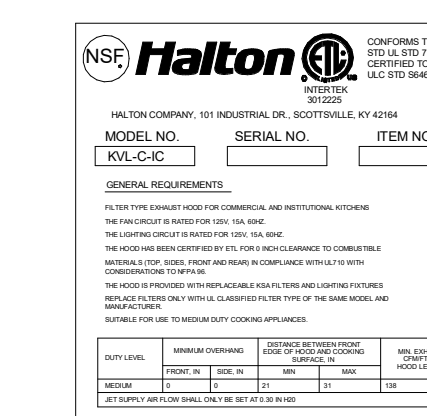 NSF
Halton
ETL
US
INTERTEK
3012225
CONFORMS T
STD UL STD 7
CERTIFIED TO
ULC STD S646
HALTON COMPANY, 101 INDUSTRIAL DR., SCOTTSVILLE, KY 42164
MODEL NO. SERIAL NO. ITEM NO
KVL-C-IC
GENERAL REQUIREMENTS
FILTER TYPE EXHAUST HOOD FOR COMMERCIAL AND INSTITUTIONAL KITCHENS
THE FAN CIRCUIT IS RATED FOR 125V, 15A, 60HZ.
THE LIGHTING CIRCUIT IS RATED FOR 125V, 15A, 60HZ.
THE HOOD HAS BEEN CERTIFIED BY ETL FOR 0 INCH CLEARANCE TO COMBUSTIBLE
MATERIALS (TOP, SIDES, FRONT AND REAR) IN COMPLIANCE WITH UL710 WITH
CONSIDERATIONS TO NFPA 96.
THE HOOD IS PROVIDED WITH REPLACEABLE KSA FILTERS AND LIGHTING FIXTURES
REPLACE FILTERS ONLY WITH UL CLASSIFIED FILTER TYPE OF THE SAME MODEL AND
MANUFACTURER.
SUITABLE FOR USE TO MEDIUM DUTY COOKING APPLIANCES.
DUTY LEVEL
MINIMUM OVERHANG
DISTANCE BETWEEN FRONT
EDGE OF HOOD AND COOKING
SURFACE, IN
MIN. EXH
CFM/FT
HOOD LE
FRONT, IN SIDE, IN MIN MAX
MEDIUM 0 0 21 31 138
JET SUPPLY AIR FLOW SHALL ONLY BE SET AT 0.30 IN H20